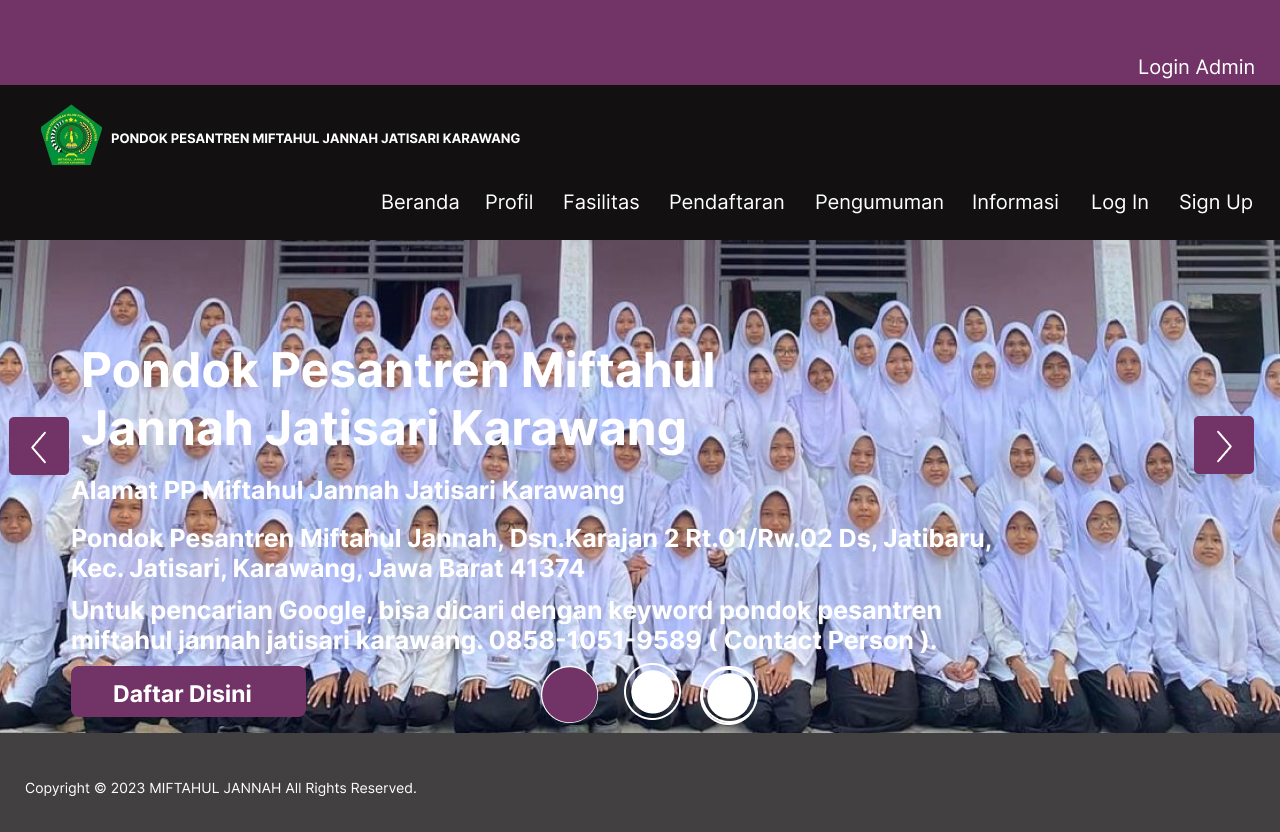 Login Admin
PONDOK PESANTREN MIFTAHUL JANNAH JATISARI KARAWANG
Beranda Profil Fasilitas Pendaftaran Pengumuman Informasi Log In Sign Up
Pondok Pesantren Miftahul
Jannah Jatisari Karawang
Alamat PP Miftahul Jannah Jatisari Karawang
Pondok Pesantren Miftahul Jannah, Dsn.Karajan 2 Rt.01/Rw.02 Ds, Jatibaru,
Kec. Jatisari, Karawang, Jawa Barat 41374
Untuk pencarian Google, bisa dicari dengan keyword pondok pesantren
miftahul jannah jatisari karawang. 0858-1051-9589 ( Contact Person ).
Daftar Disini
Copyright © 2023 MIFTAHUL JANNAH All Rights Reserved.